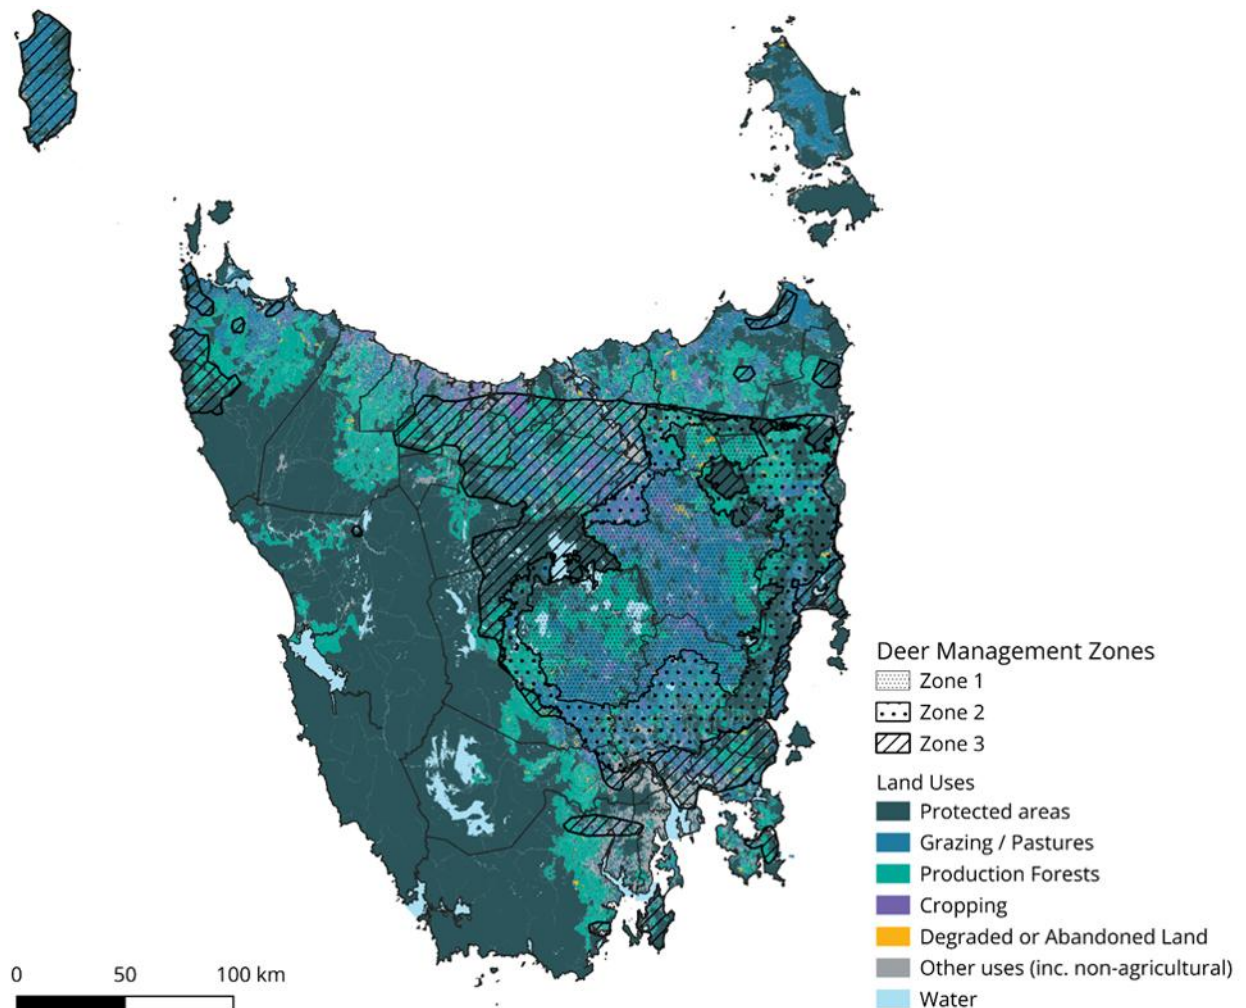 Deer Management Zones
Zone 1
Zone 2
Zone 3
Land Uses
Protected areas
Grazing / Pastures
Production Forests
Cropping
Degraded or Abandoned Land
Other uses (inc. non-agricultural)
Water
0 50 100 km